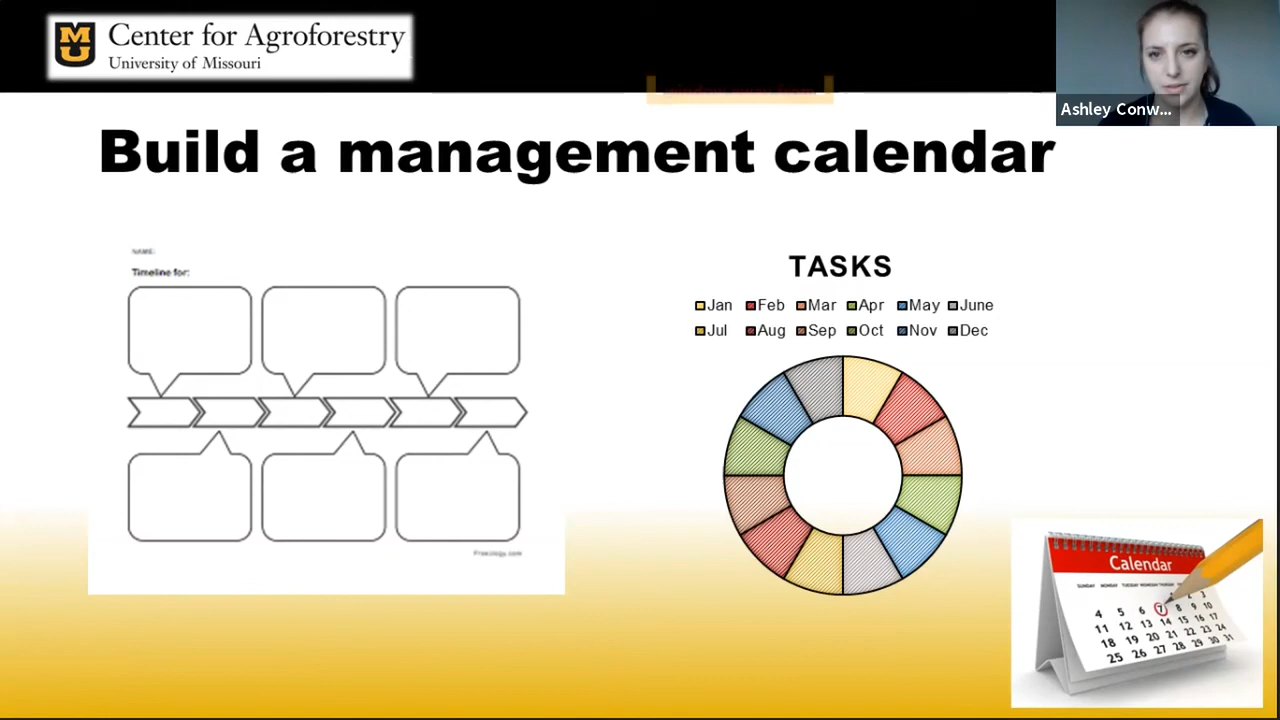 Center for Agroforestry
University of Missouri
Ashley Conw...
Build a management calendar
NAME:
Timeline for:
Freeology.com
TASKS
Jan Feb Mar Apr May June
Jul Aug Sep Oct Nov Dec
Calendar
SUNDAY MONDAY TUESDAY
4 5 6 7 8 9 10
11 12 13 14 15 16 17
18 19 20 21 22 23 24
25 26 27 28 29 30 31